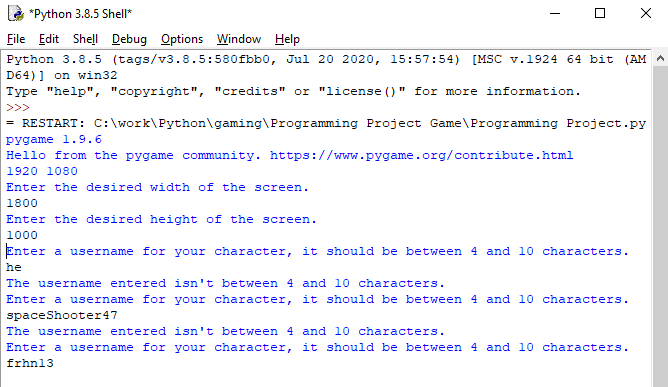 *Python 3.8.5 Shell*
File Edit Shell Debug Options Window Help
Python 3.8.5 (tags/v3.8.5:580fbb0, Jul 20 2020, 15:57:54) [MSC v.1924 64 bit (AM
D64)] on win32
Type "help", "copyright", "credits" or "license()" for more information.
>>>
= RESTART: C:\work\Python\gaming\Programming Project Game\Programming Project.py
pygame 1.9.6
Hello from the pygame community. https://www.pygame.org/contribute.html
1920 1080
Enter the desired width of the screen.
1800
Enter the desired height of the screen.
1000
Enter a username for your character, it should be between 4 and 10 characters.
he
The username entered isn't between 4 and 10 characters.
Enter a username for your character, it should be between 4 and 10 characters.
spaceShooter47
The username entered isn't between 4 and 10 characters.
Enter a username for your character, it should be between 4 and 10 characters.
frhn13